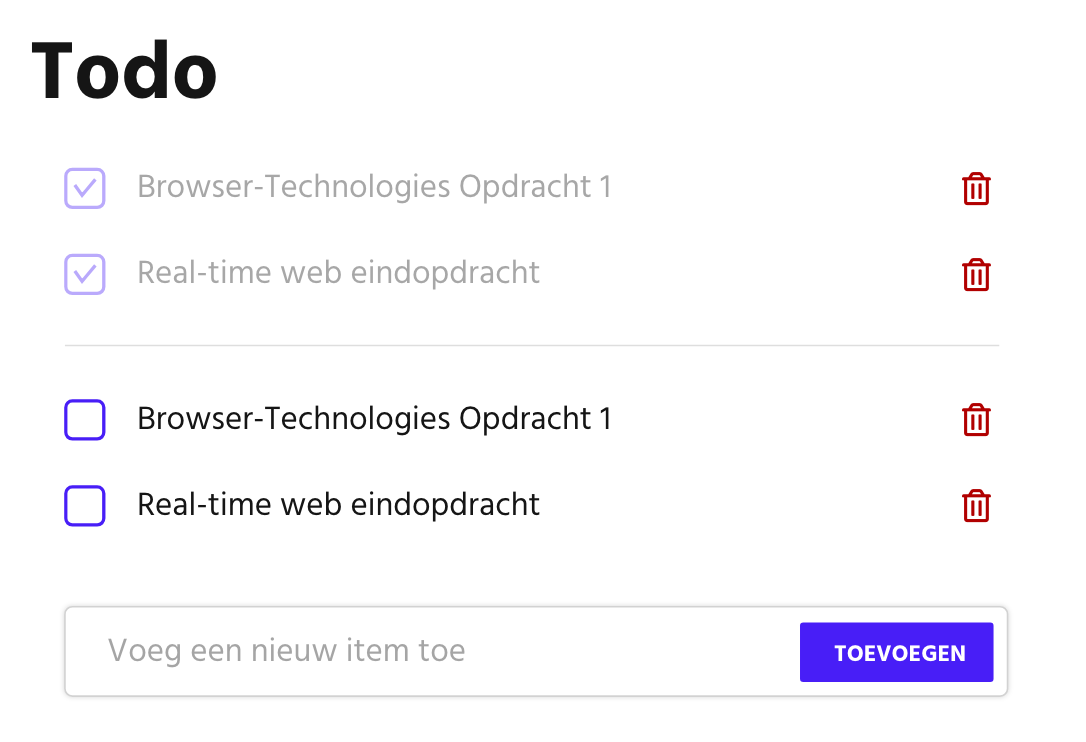 Todo
Browser-Technologies Opdracht 1
Real-time web eindopdracht
Browser-Technologies Opdracht 1
Real-time web eindopdracht
Voeg een nieuw item toe
TOEVOEGEN